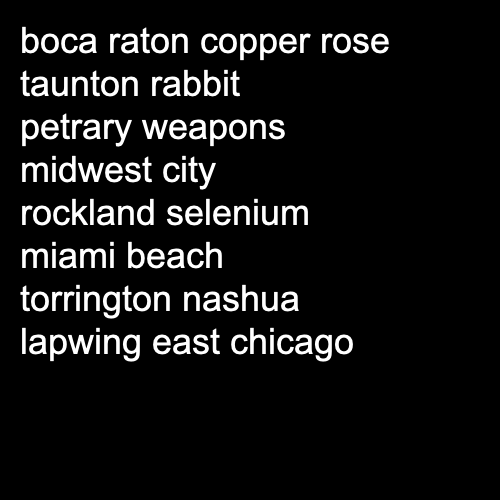 boca raton copper rose
taunton rabbit
petrary weapons
midwest city
rockland selenium
miami beach
torrington nashua
lapwing east chicago